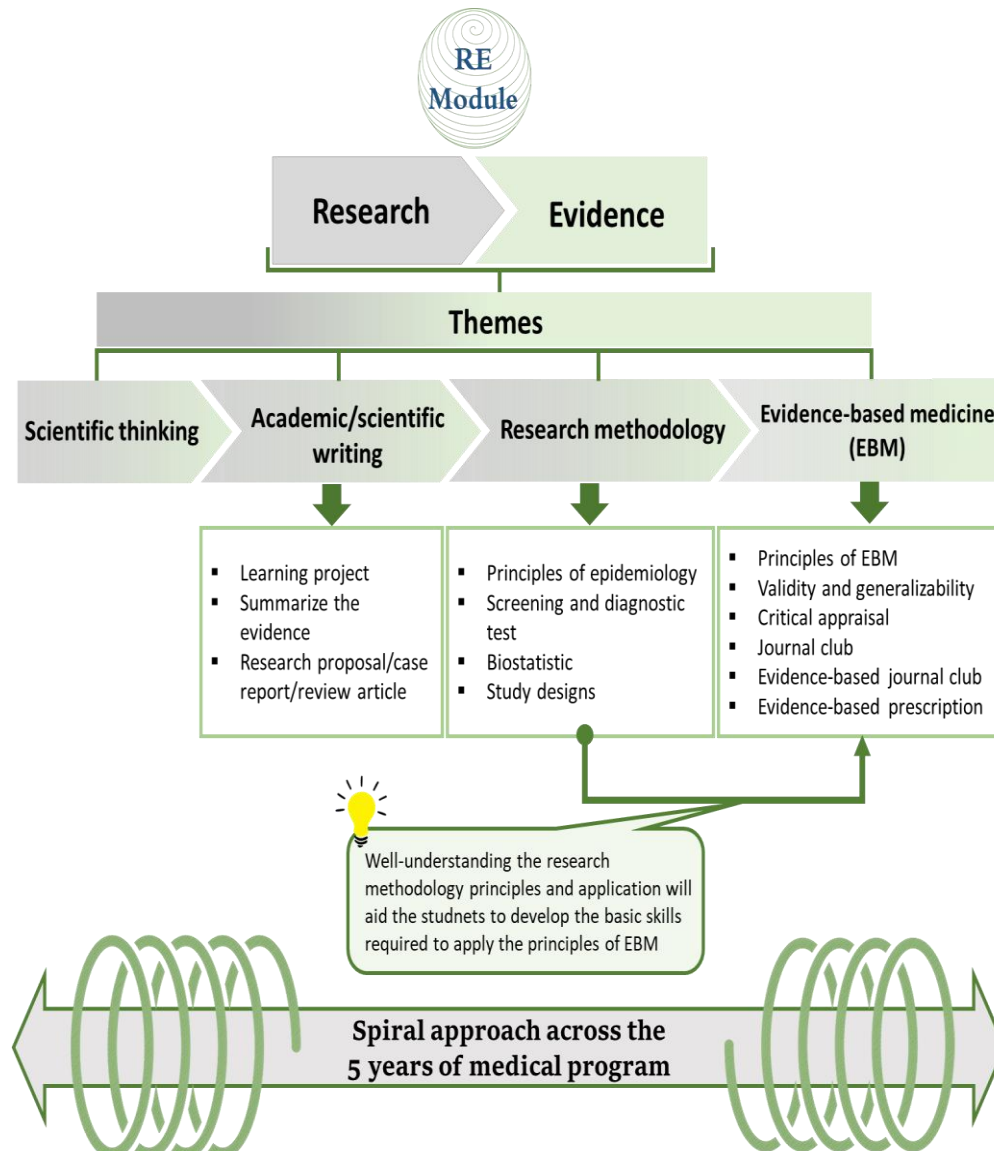 RE
Module
Research
Evidence
Themes
Scientific thinking
Academic/scientific
writing
Research methodology
Evidence-based medicine
(EBM)
▪ Learning project
▪ Summarize the
evidence
▪ Research proposal/case
report/review article
▪ Principles of epidemiology
▪ Screening and diagnostic
test
▪ Biostatistic
▪ Study designs
▪ Principles of EBM
▪ Validity and generalizability
▪ Critical appraisal
▪ Journal club
▪ Evidence-based journal club
▪ Evidence-based prescription
Well-understanding the research
methodology principles and application will
aid the studnets to develop the basic skills
required to apply the principles of EBM
Spiral approach across the
5 years of medical program